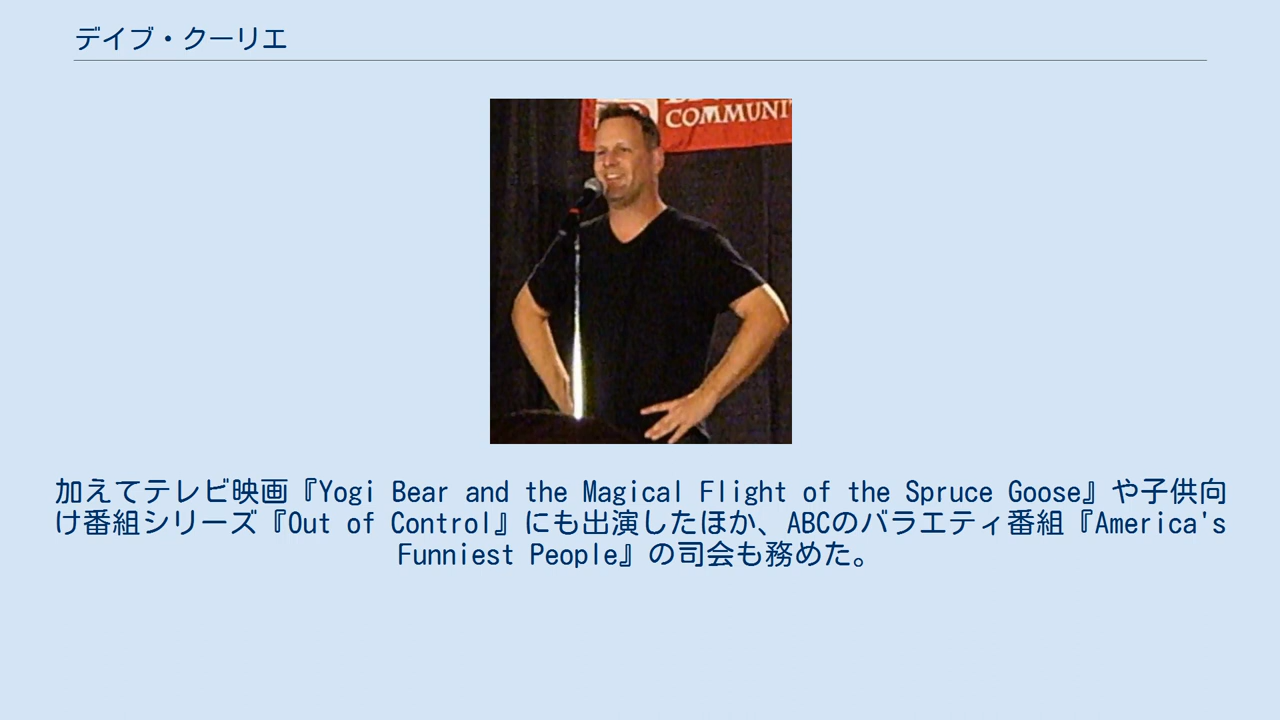 デイブ・クーリエ
COMMUNI
加えてテレビ映画『Yogi Bear and the Magical Flight of the Spruce Goose』や子供向
け番組シリーズ『Out of Control』にも出演したほか、ABCのバラエティ番組『America's
Funniest People』の司会も務めた。